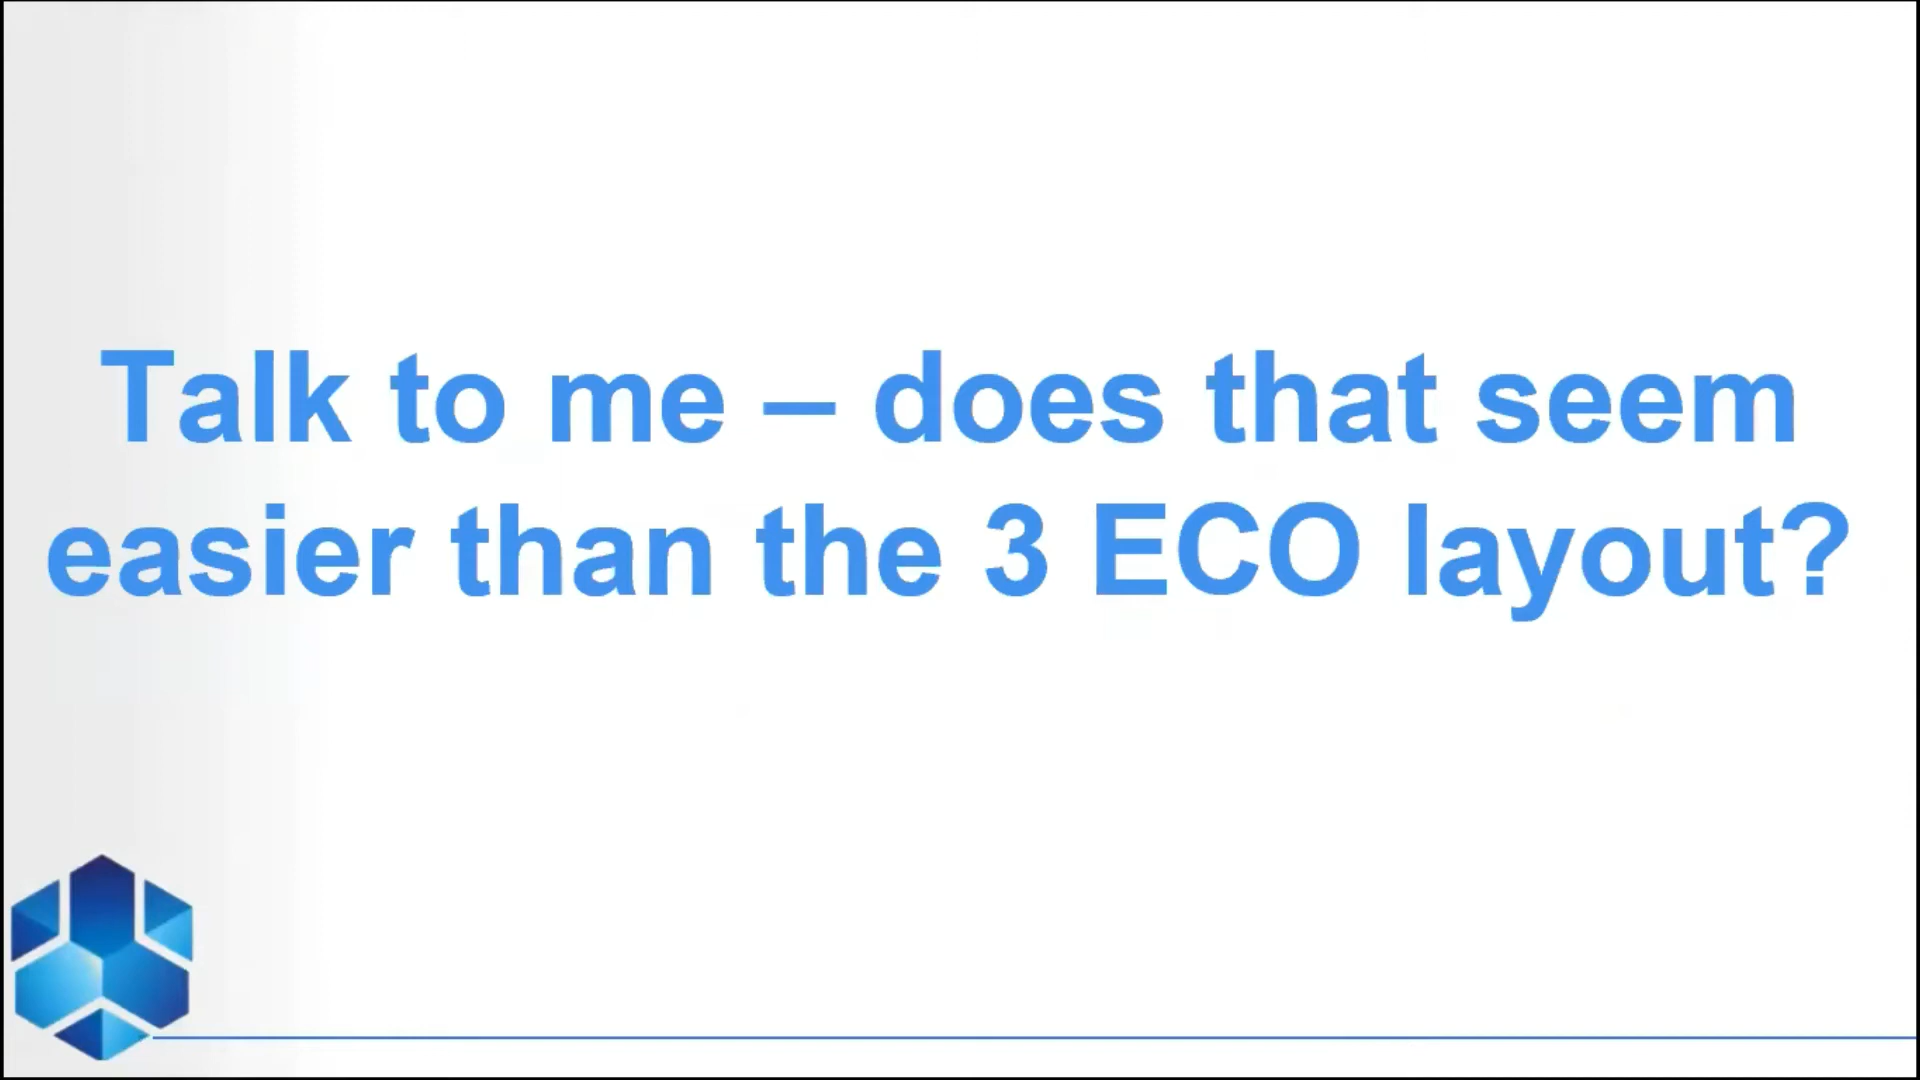 Talk to me – does that seem
easier than the 3 ECO layout?